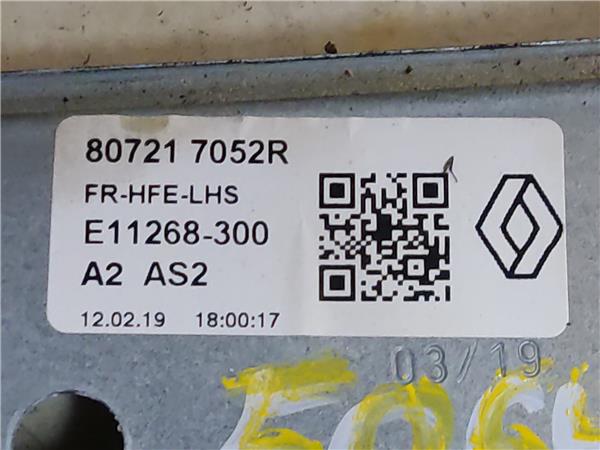 80721 7052R
FR-HFE-LHS
E11268-300
A2 AS2
12.02.19 18:00:17
03/19